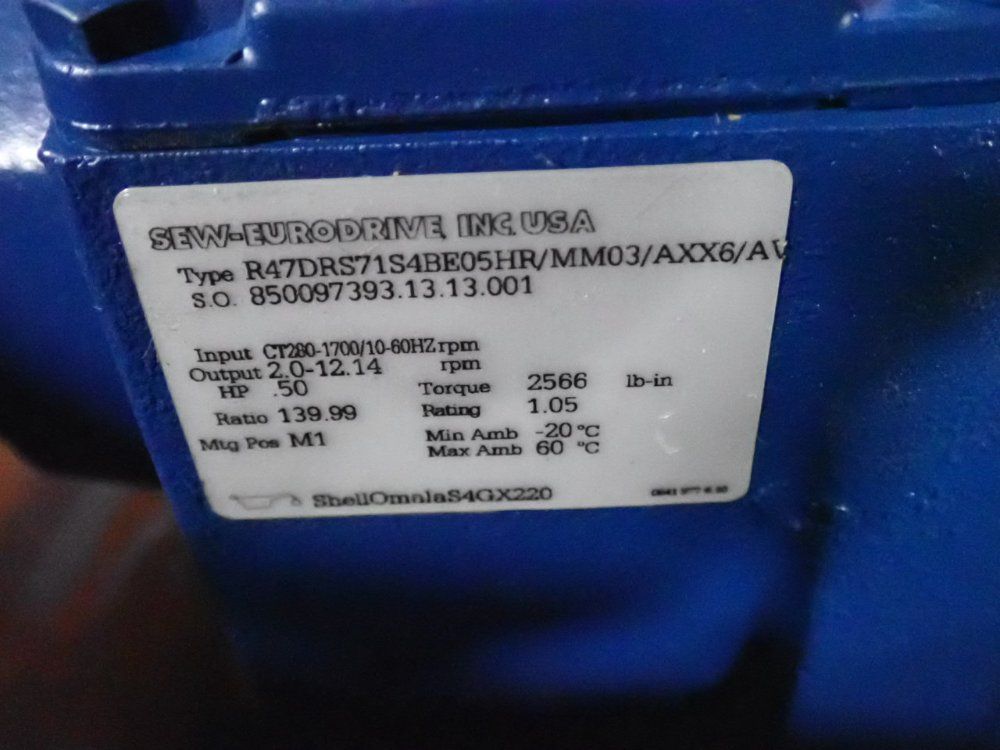 SEW-EURODRIVE, INC. USA
Type R47DRS71S4BE05HR/MM03/AXX6/AV
S.O. 850097393.13.13.001
Input CT280-1700/10-60HZ rpm
Output 2.0-12.14 rpm
HP .50 Torque 2566 lb-in
Ratio 139.99 Rating 1.05
Mtg Pos M1 Min Amb -20 °C
Max Amb 60 °C
ShellOmalaS4GX220